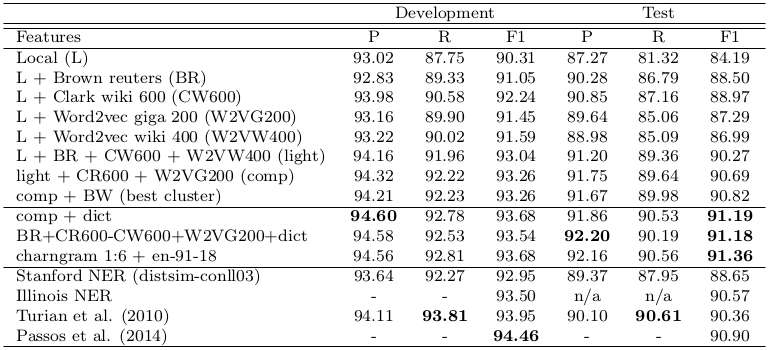 Development Test
Features P R F1 P R F1
Local (L) 93.02 87.75 90.31 87.27 81.32 84.19
L + Brown reuters (BR) 92.83 89.33 91.05 90.28 86.79 88.50
L + Clark wiki 600 (CW600) 93.98 90.58 92.24 90.85 87.16 88.97
L + Word2vec giga 200 (W2VG200) 93.16 89.90 91.45 89.64 85.06 87.29
L + Word2vec wiki 400 (W2VW400) 93.22 90.02 91.59 88.98 85.09 86.99
L + BR + CW600 + W2VW400 (light) 94.16 91.96 93.04 91.20 89.36 90.27
light + CR600 + W2VG200 (comp) 94.32 92.22 93.26 91.75 89.64 90.69
comp + BW (best cluster) 94.21 92.23 93.26 91.67 89.98 90.82
comp + dict 94.60 92.78 93.68 91.86 90.53 91.19
BR+CR600-CW600+W2VG200+dict 94.58 92.53 93.54 92.20 90.19 91.18
charngram 1:6 + en-91-18 94.56 92.81 93.68 92.16 90.56 91.36
Stanford NER (distsim-conll03) 93.64 92.27 92.95 89.37 87.95 88.65
Illinois NER - - 93.50 n/a n/a 90.57
Turian et al. (2010) 94.11 93.81 93.95 90.10 90.61 90.36
Passos et al. (2014) - - 94.46 - - 90.90